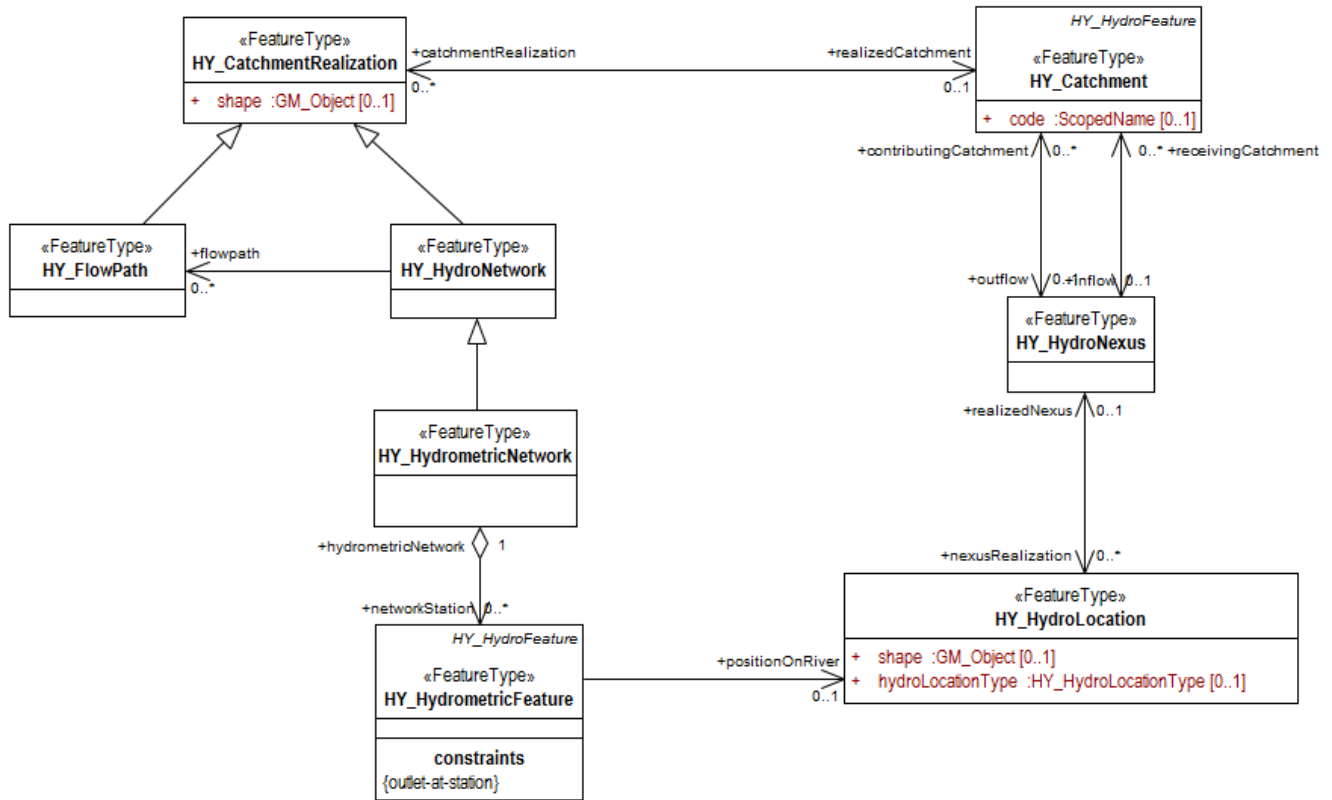 «FeatureType»
HY_CatchmentRealization
+ shape :GM_Object [0..1]
+catchmentRealization
0..*
+realizedCatchment
0..1
HY_HydroFeature
«FeatureType»
HY_Catchment
+ code :ScopedName [0..1]
+contributingCatchment
0..*
0..*
+receivingCatchment
«FeatureType»
HY_FlowPath
+flowpath
0..*
«FeatureType»
HY_HydroNetwork
+outflow
0..1
+inflow
0..1
«FeatureType»
HY_HydroNexus
+realizedNexus
0..1
«FeatureType»
HY_HydrometricNetwork
+hydrometricNetwork
1
+networkStation
0..*
+nexusRealization
0..*
«FeatureType»
HY_HydroLocation
+ shape :GM_Object [0..1]
+ hydroLocationType :HY_HydroLocationType [0..1]
HY_HydroFeature
«FeatureType»
HY_HydrometricFeature
constraints
{outlet-at-station}
+positionOnRiver
0..1